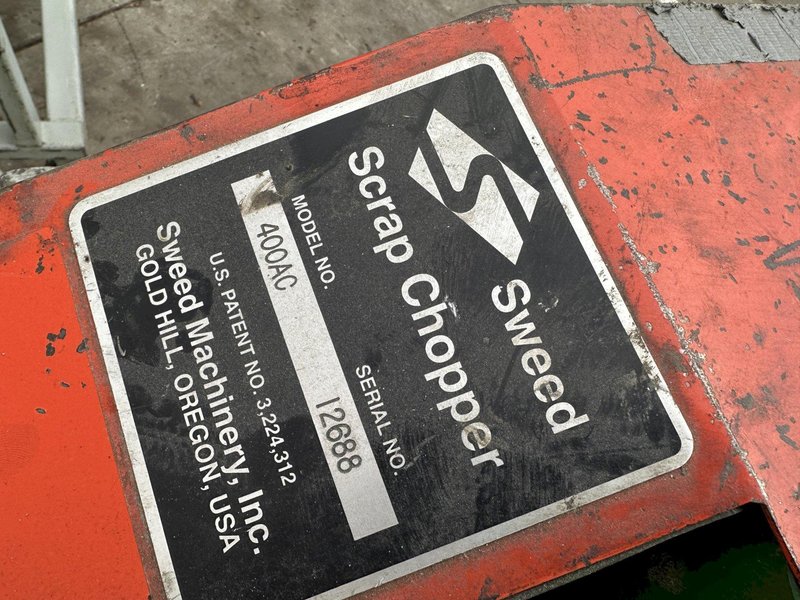 Sweed
Scrap Chopper
MODEL NO. SERIAL NO.
400AC 12688
U.S. PATENT NO. 3,224,312
Sweed Machinery, Inc.
GOLD HILL, OREGON, USA